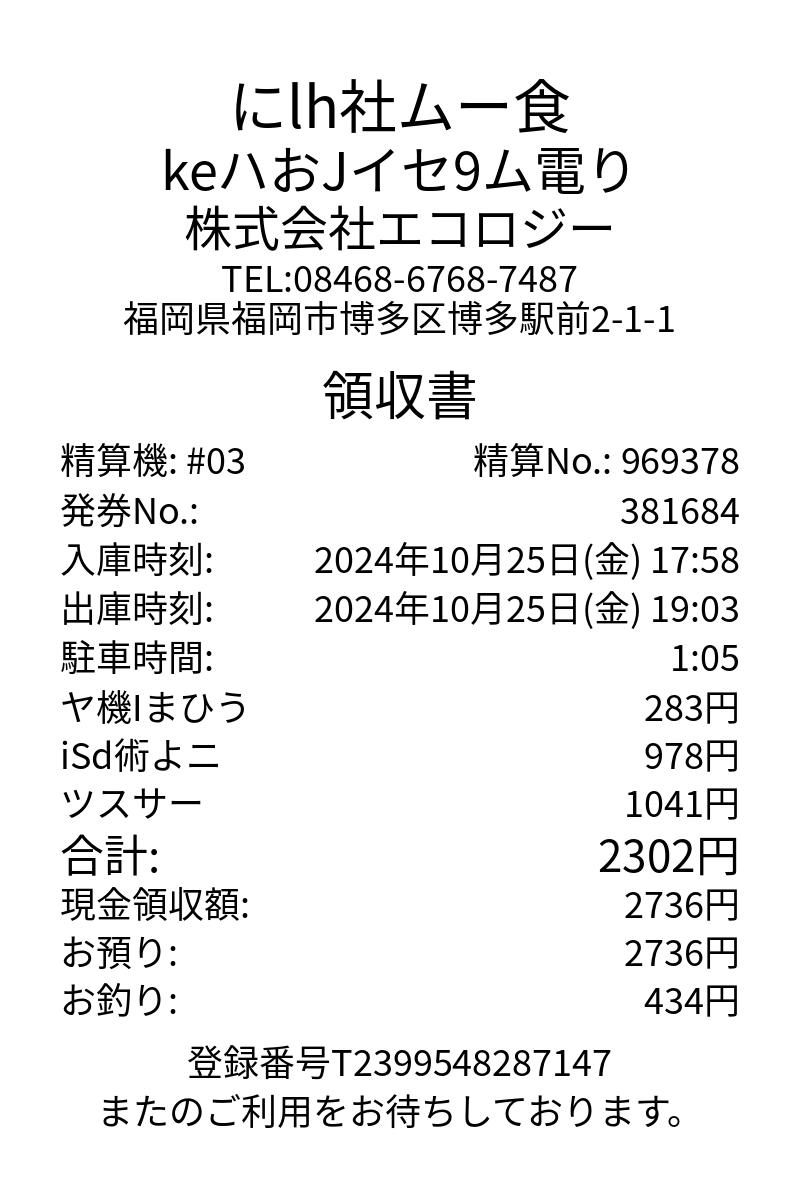 にlh社ムー食
keハおJイセ9ム電り
株式会社エコロジー
TEL:08468-6768-7487
福岡県福岡市博多区博多駅前2-1-1
領収書
精算機: #03 精算No.: 969378
発券No.: 381684
入庫時刻: 2024年10月25日(金) 17:58
出庫時刻: 2024年10月25日(金) 19:03
駐車時間: 1:05
ヤ機Iまひう 283円
iSd術よニ 978円
ツスサー 1041円
合計: 2302円
現金領収額: 2736円
お預り: 2736円
お釣り: 434円
登録番号T2399548287147
またのご利用をお待ちしております。